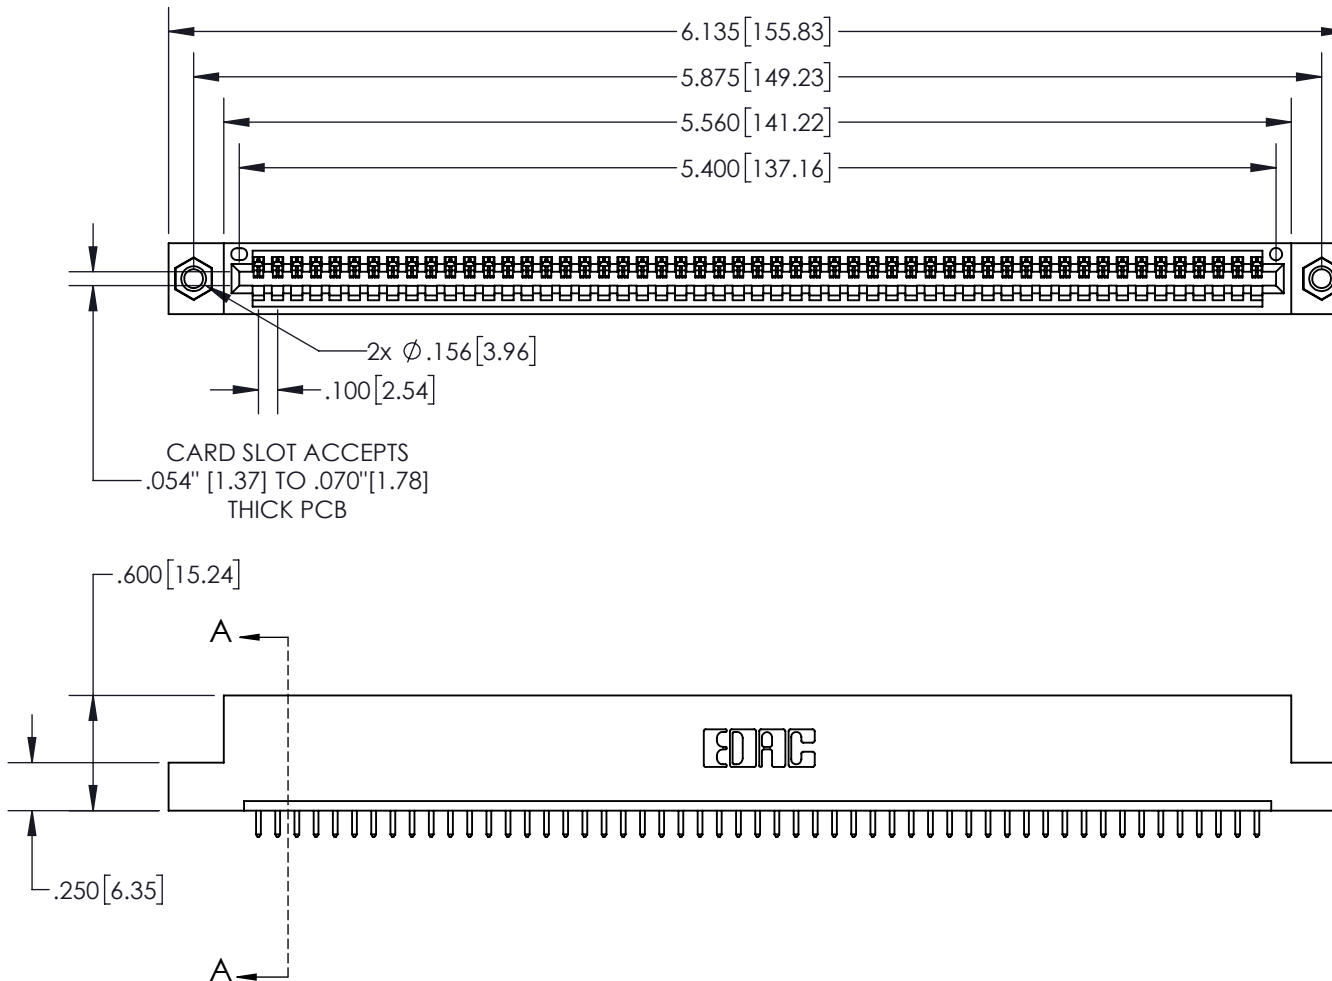 6.135[155.83]
5.875[149.23]
5.560[141.22]
5.400[137.16]
2x Ø.156[3.96]
.100[2.54]
CARD SLOT ACCEPTS
.054" [1.37] TO .070"[1.78]
THICK PCB
.600[15.24]
A
EDAC
.250[6.35]
A